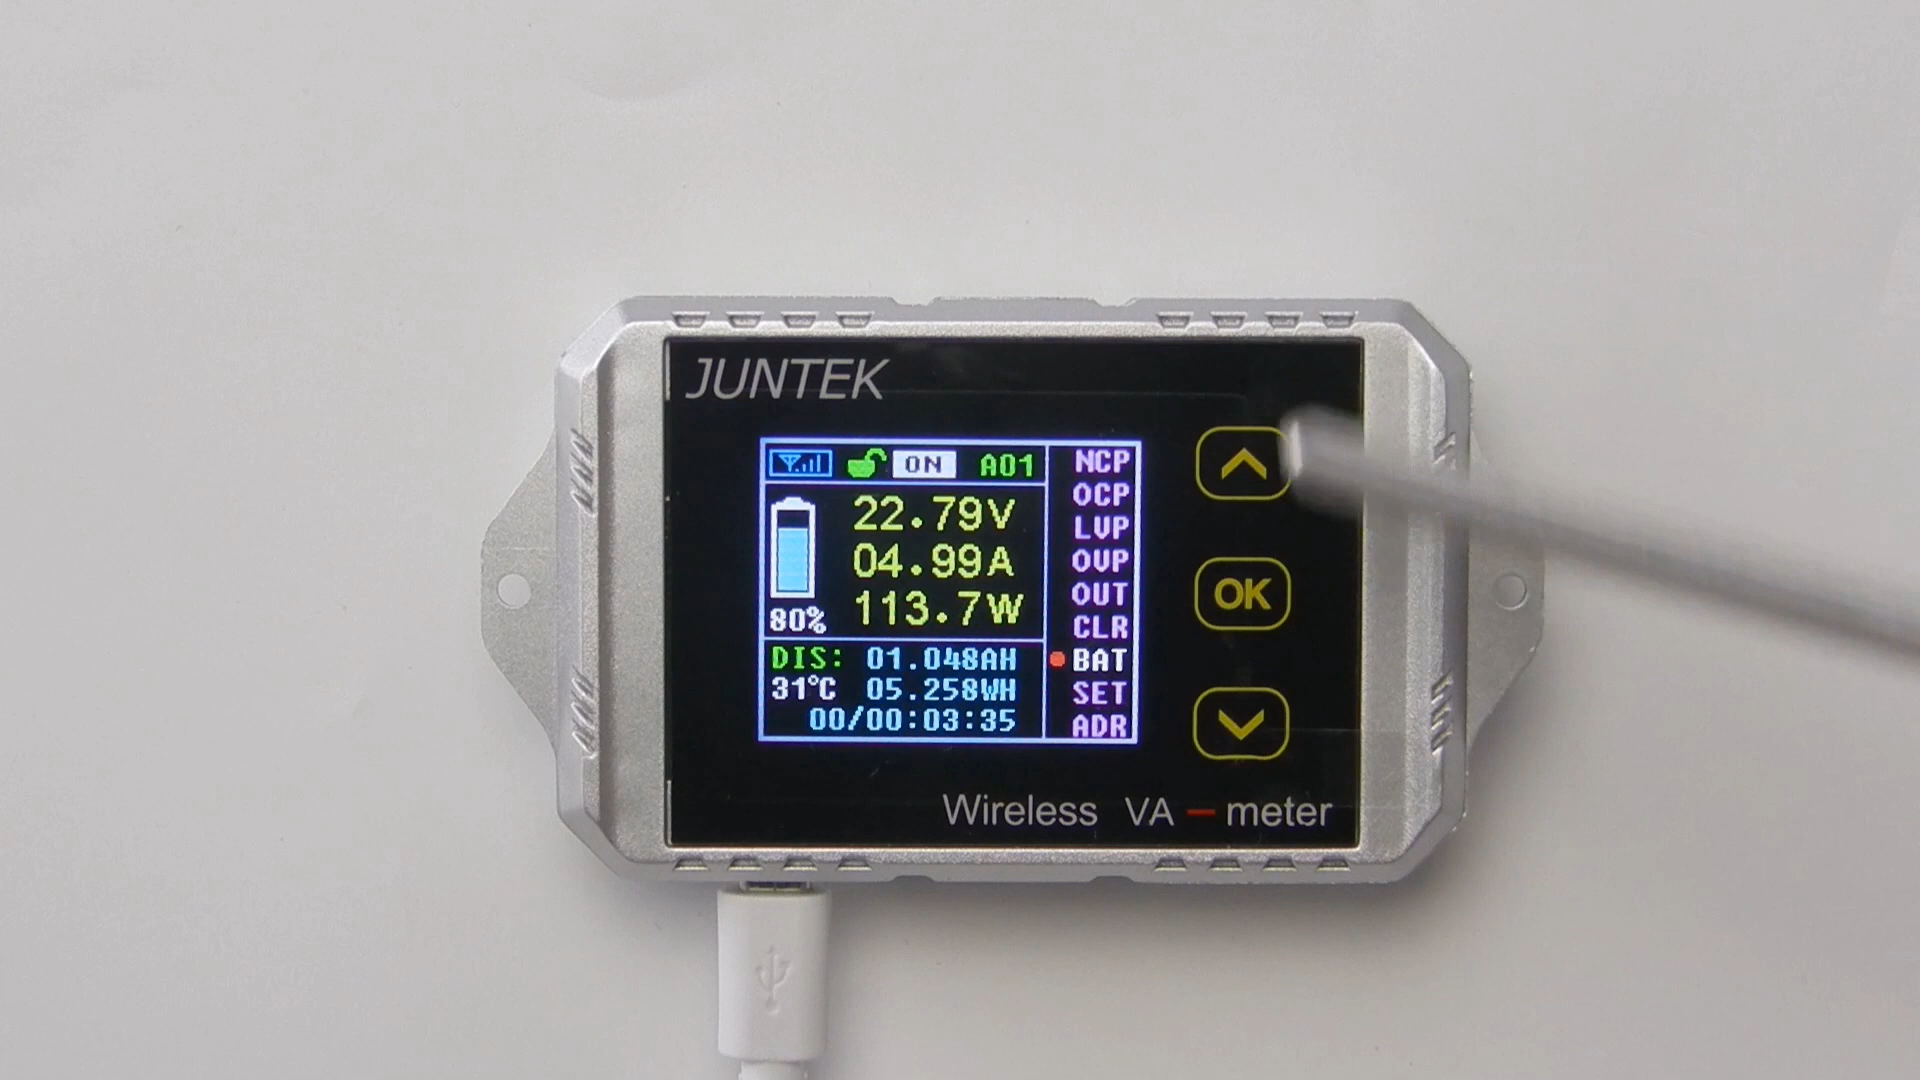 JUNTEK
ON A01
22.79V
04.99A
113.7W
80%
DIS: 01.048AH
31°C 05.258WH
00/00:03:35
NCP
OCP
LVP
OVP
OUT
CLR
BAT
SET
ADR
OK
Wireless VA - meter